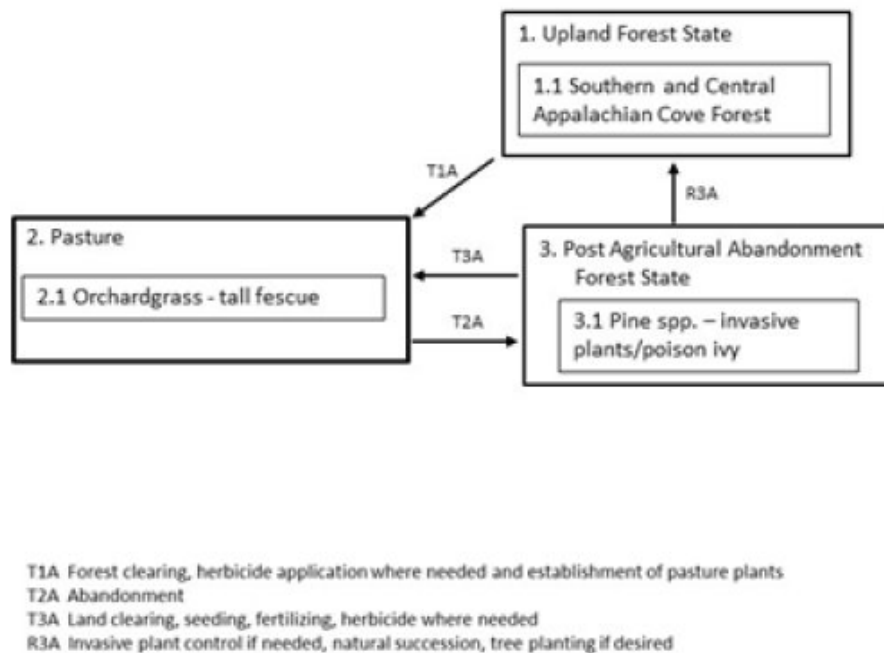 1. Upland Forest State
1.1 Southern and Central
Appalachian Cove Forest
T1A
R3A
2. Pasture
2.1 Orchardgrass - tall fescue
T3A
T2A
3. Post Agricultural Abandonment
Forest State
3.1 Pine spp. – invasive
plants/poison ivy
T1A Forest clearing, herbicide application where needed and establishment of pasture plants
T2A Abandonment
T3A Land clearing, seeding, fertilizing, herbicide where needed
R3A Invasive plant control if needed, natural succession, tree planting if desired